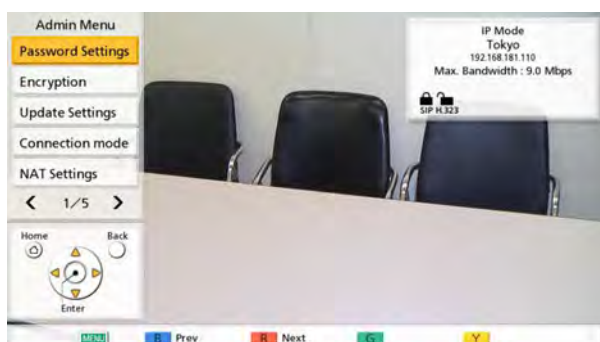 Admin Menu
Password Settings
Encryption
Update Settings
Connection mode
NAT Settings
1/5
IP Mode
Tokyo
192.168.181.110
Max. Bandwidth : 9.0 Mbps
SIP H.323
Home
Back
Enter
MENU B Prev R Next G Y